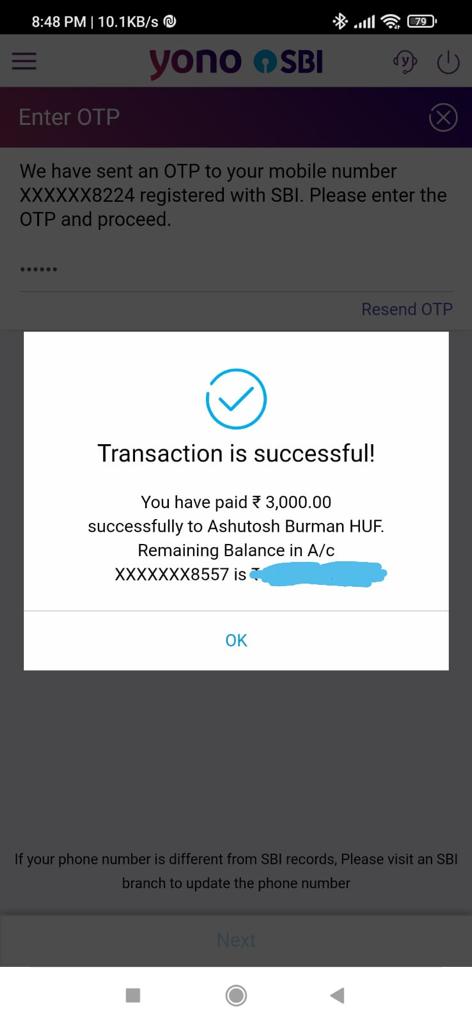 8:48 PM | 10.1KB/s
79
yono SBI
Enter OTP
We have sent an OTP to your mobile number
XXXXXX8224 registered with SBI. Please enter the
OTP and proceed.
••••••
Resend OTP
Transaction is successful!
You have paid ₹ 3,000.00
successfully to Ashutosh Burman HUF.
Remaining Balance in A/c
XXXXXXX8557 is ₹
OK
If your phone number is different from SBI records, Please visit an SBI
branch to update the phone number
Next